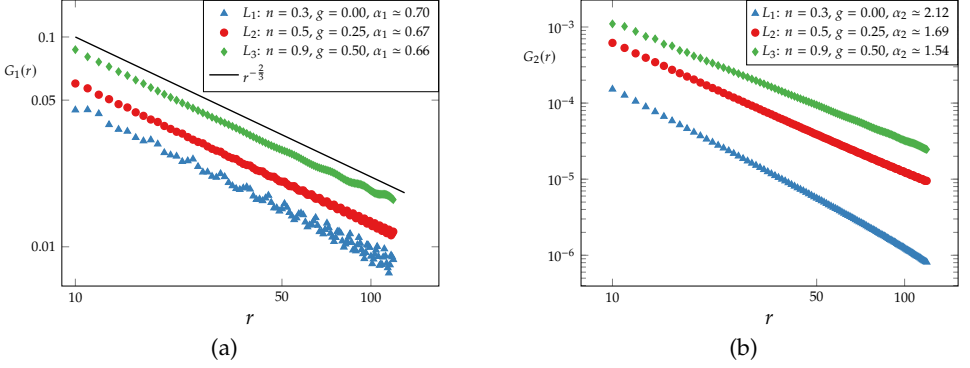 L₁: n = 0.3, g = 0.00, α₁ ≃ 0.70
L₂: n = 0.5, g = 0.25, α₁ ≃ 0.67
L₃: n = 0.9, g = 0.50, α₁ ≃ 0.66
r^{-2/3}
0.1
G₁(r)
0.05
0.01
10
50
100
r
(a)
L₁: n = 0.3, g = 0.00, α₂ ≃ 2.12
L₂: n = 0.5, g = 0.25, α₂ ≃ 1.69
L₃: n = 0.9, g = 0.50, α₂ ≃ 1.54
10⁻³
G₂(r)
10⁻⁴
10⁻⁵
10⁻⁶
10
50
100
r
(b)